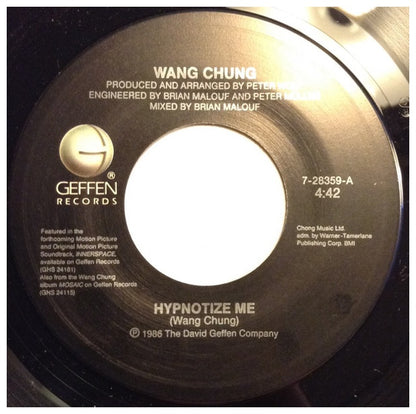 WANG CHUNG
PRODUCED AND ARRANGED BY PETER
ENGINEERED BY BRIAN MALOUF AND PETER
MIXED BY BRIAN MALOUF
G
®
GEFFEN
RECORDS
7-28359-A
4:42
Featured in the
forthcoming Motion Picture
and Original Motion Picture
Soundtrack, INNERSPACE,
available on Geffen Records
(GHS 24161)
Also from the Wang Chung
album MOSAIC on Geffen Records
(GHS 24115)
Chong Music Ltd.
adm. by Warner-Tamerlane
Publishing Corp. BMI
HYPNOTIZE ME
(Wang Chung)
℗ 1986 The David Geffen Company